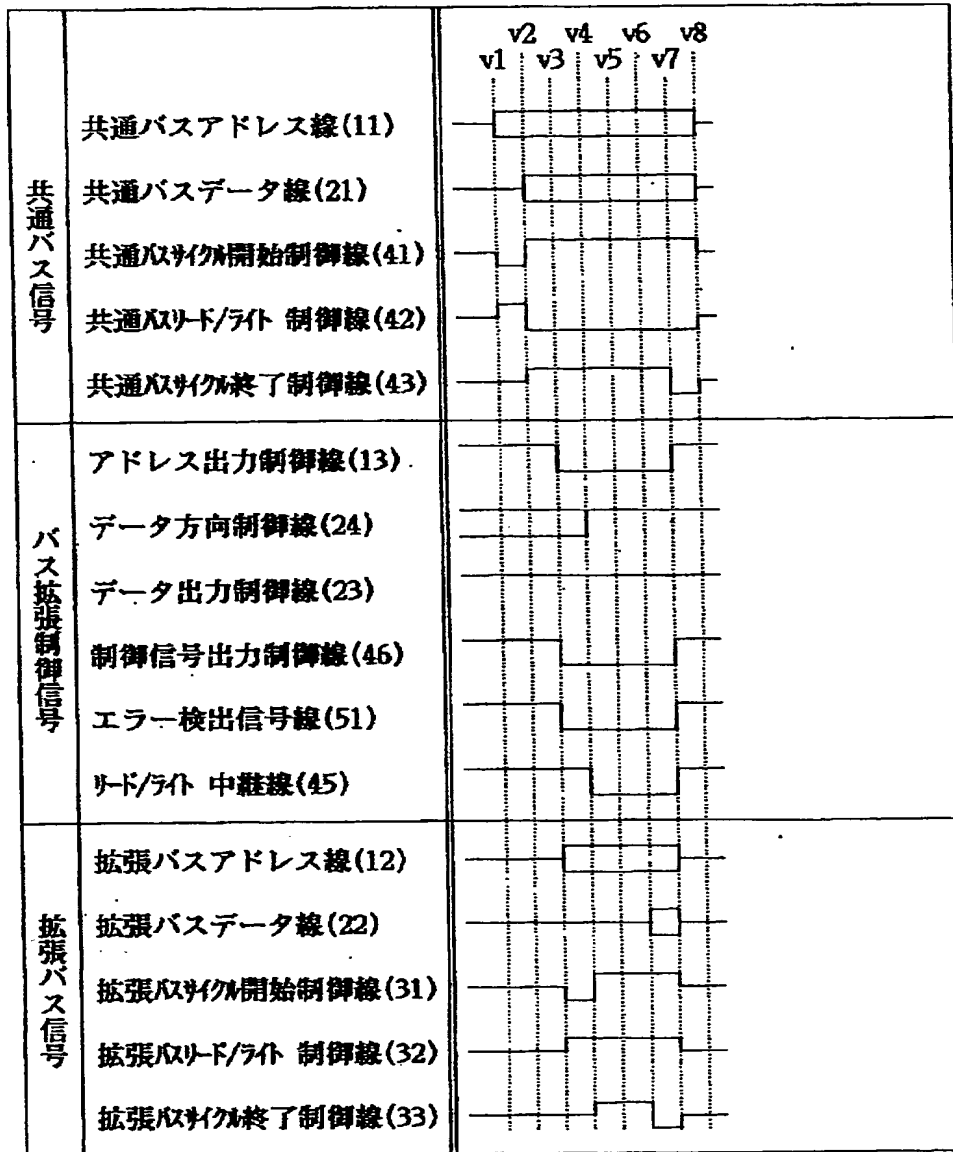 v2 v4 v6 v8
v1 v3 v5 v7
共通バス信号
共通バスアドレス線(11)
共通バスデータ線(21)
共通バスサイクル開始制御線(41)
共通バスリード/ライト 制御線(42)
共通バスサイクル終了制御線(43)
バス拡張制御信号
アドレス出力制御線(13)
データ方向制御線(24)
データ出力制御線(23)
制御信号出力制御線(46)
エラー検出信号線(51)
リード/ライト 中継線(45)
拡張バス信号
拡張バスアドレス線(12)
拡張バスデータ線(22)
拡張バスサイクル開始制御線(31)
拡張バスリード/ライト 制御線(32)
拡張バスサイクル終了制御線(33)